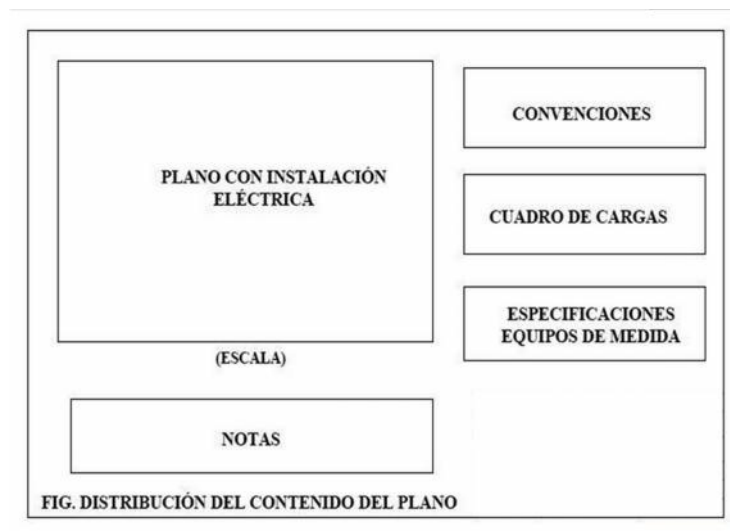 PLANO CON INSTALACIÓN
ELÉCTRICA
(ESCALA)
NOTAS
CONVENCIONES
CUADRO DE CARGAS
ESPECIFICACIONES
EQUIPOS DE MEDIDA
FIG. DISTRIBUCIÓN DEL CONTENIDO DEL PLANO